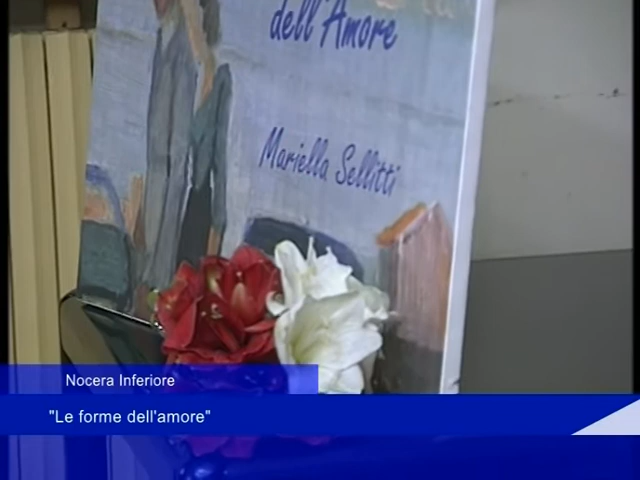 dell'Amore
Mariella Sellitti
Nocera Inferiore
"Le forme dell'amore"